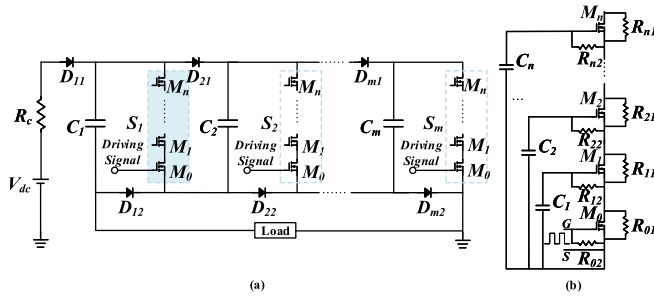 D11
D21
Dm1
Rc
Vdc
C1
S1
Mn
Driving
Signal
M1
M0
C2
S2
Mn
Driving
Signal
M1
M0
Cm
Sm
Mn
Driving
Signal
M1
M0
D12
D22
Dm2
Load
(a)
Mn
Rn1
Rn2
Cn
...
M2
R21
R22
C2
M1
R11
R12
C1
M0
G
R01
R02
S
(b)